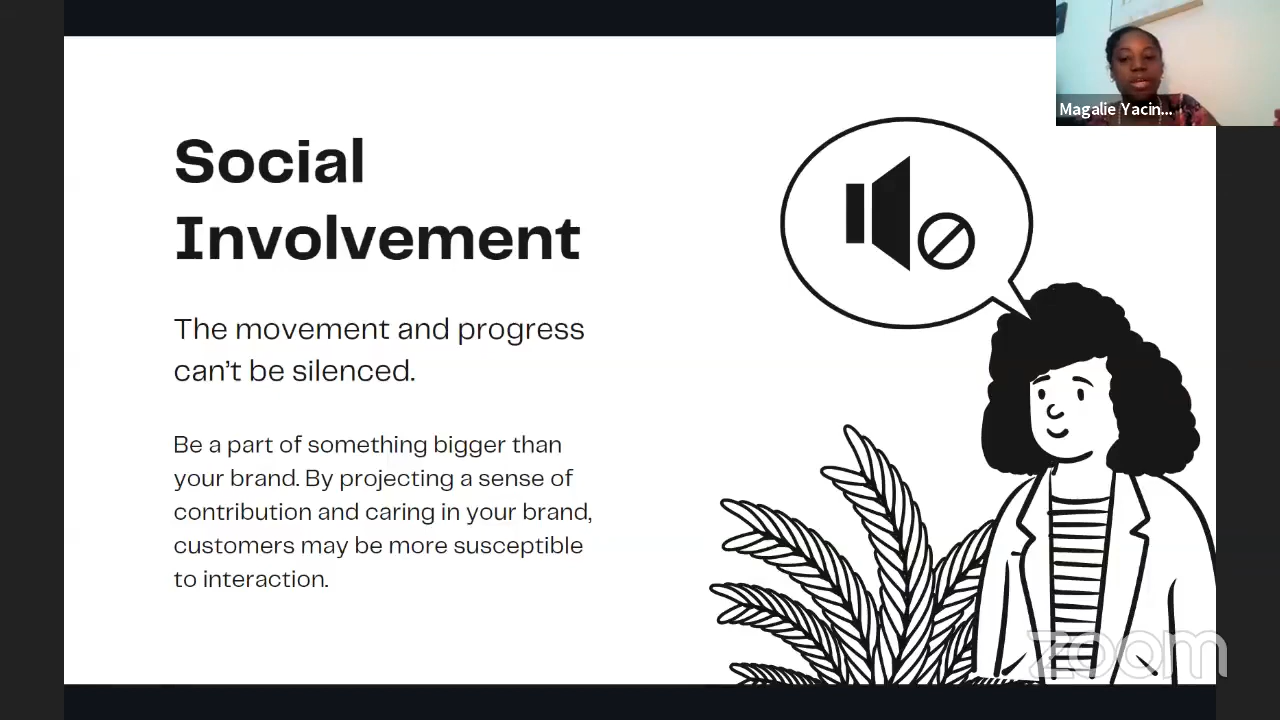 Social
Involvement
The movement and progress
can’t be silenced.
Be a part of something bigger than
your brand. By projecting a sense of
contribution and caring in your brand,
customers may be more susceptible
to interaction.
Magalie Yacin...
zoom